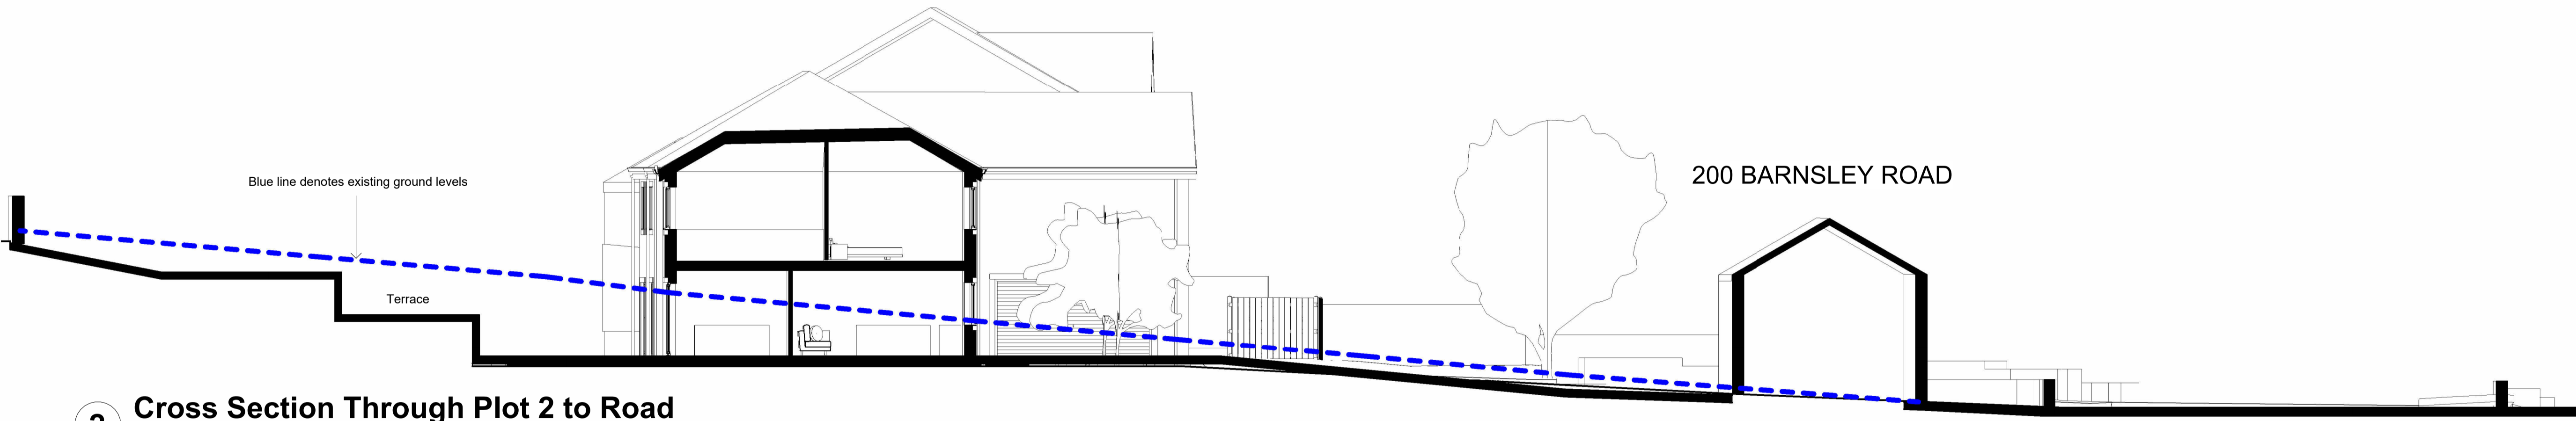 200 BARNSLEY ROAD
Blue line denotes existing ground levels
Terrace
Cross Section Through Plot 2 to Road